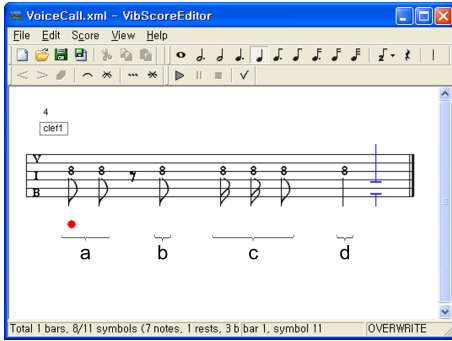 VoiceCall.xml - VibScoreEditor
File Edit Score View Help
4
clef1
V
I
B
8 8 8 8 8 8 8
a b c d
Total 1 bars, 8/11 symbols (7 notes, 1 rests, 3 b bar 1, symbol 11 OVERWRITE